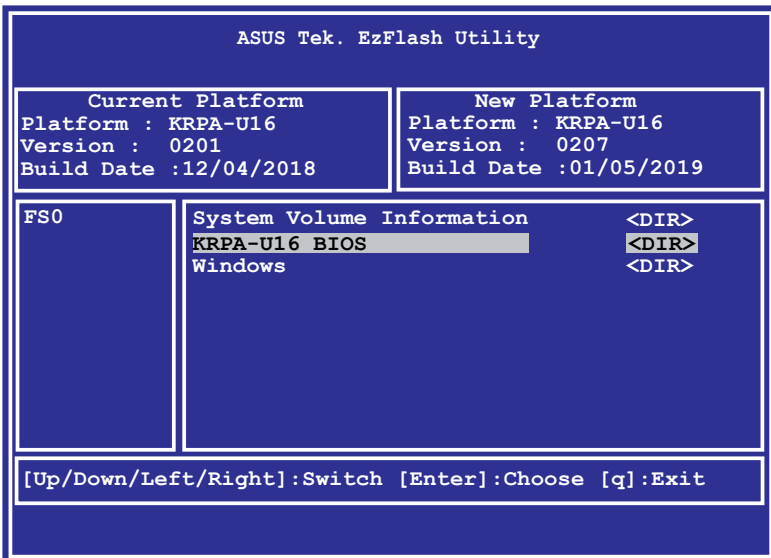 ASUS Tek. EzFlash Utility
Current Platform
Platform : KRPA-U16
Version : 0201
Build Date :12/04/2018
New Platform
Platform : KRPA-U16
Version : 0207
Build Date :01/05/2019
FS0
System Volume Information <DIR>
KRPA-U16 BIOS <DIR>
Windows <DIR>
[Up/Down/Left/Right]:Switch [Enter]:Choose [q]:Exit